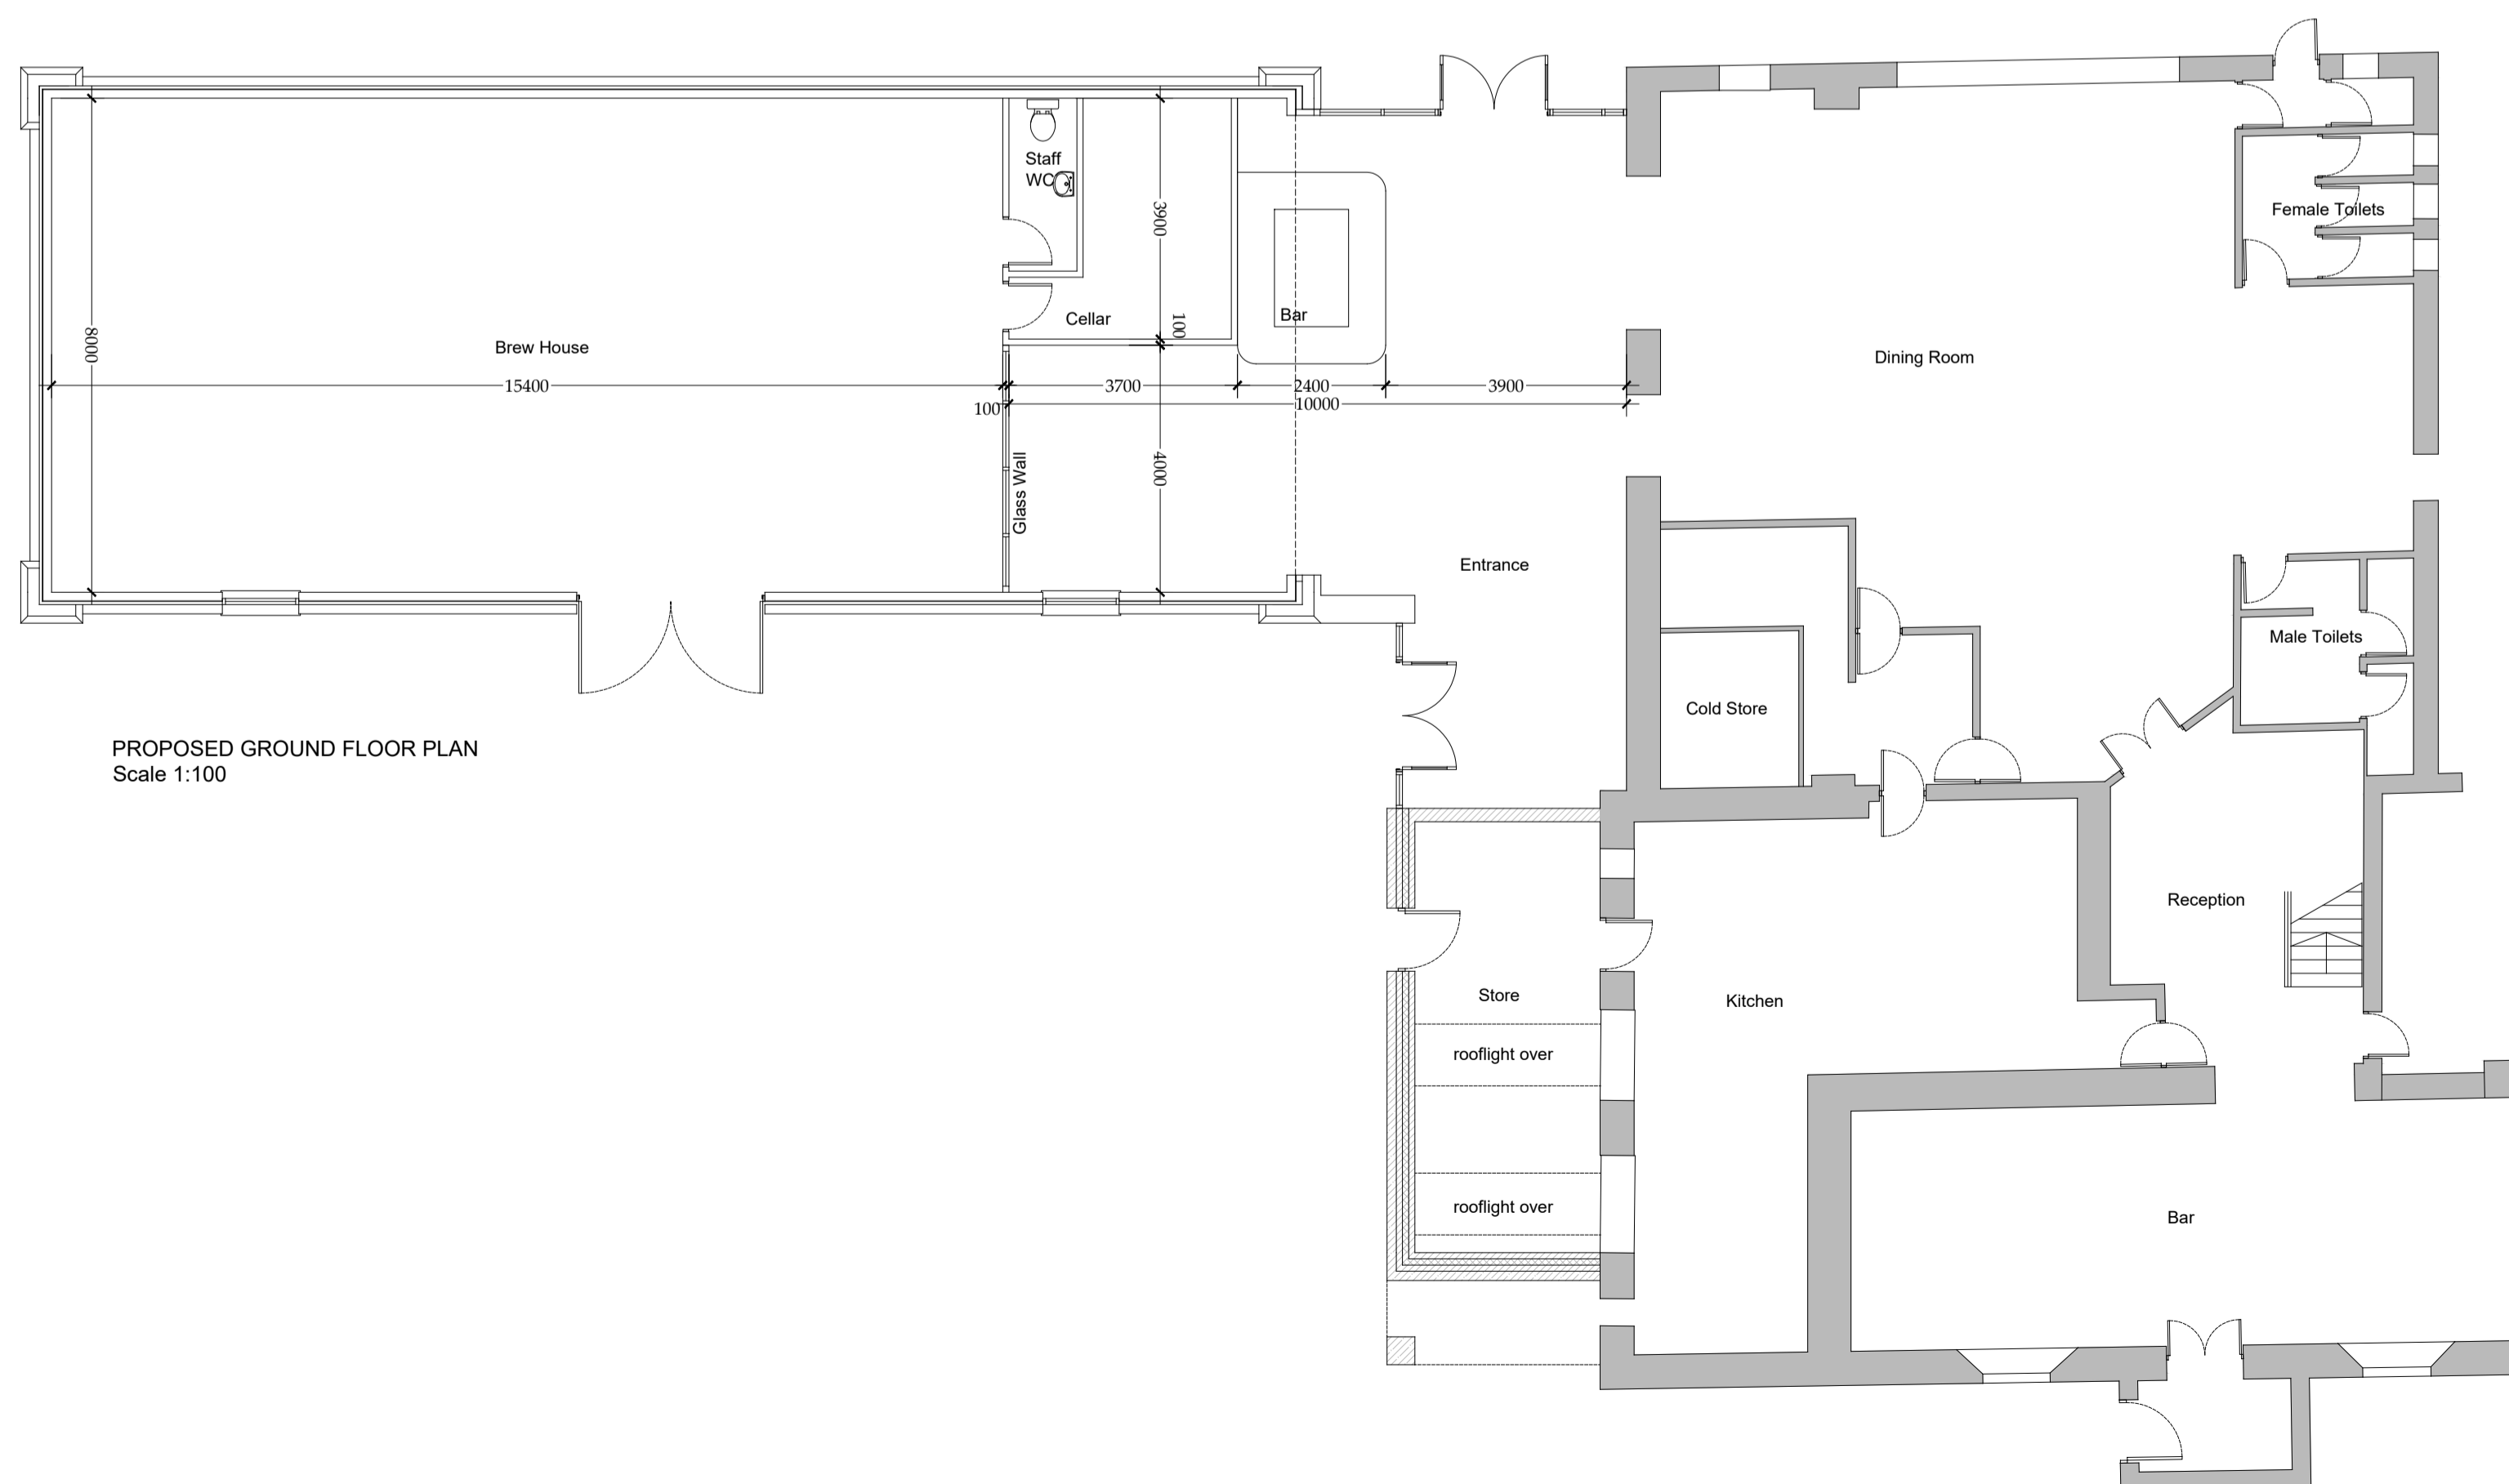 Staff
WC
3900
Female Toilets
Cellar
100
Bar
8000
Brew House
Dining Room
15400
3700
2400
3900
100
10000
Glass Wall
4000
Entrance
Male Toilets
Cold Store
PROPOSED GROUND FLOOR PLAN
Scale 1:100
Reception
Store
Kitchen
rooflight over
rooflight over
Bar